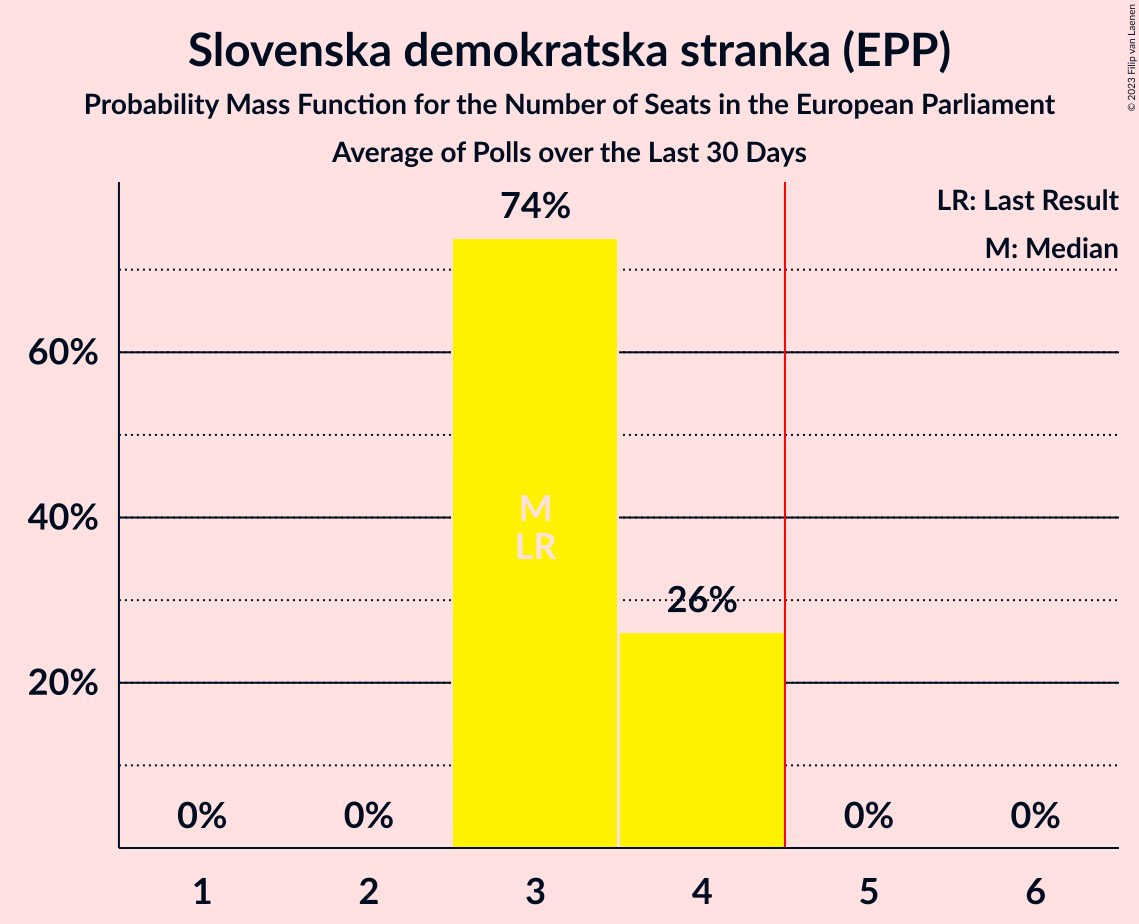 Slovenska demokratska stranka (EPP)
Probability Mass Function for the Number of Seats in the European Parliament
Average of Polls over the Last 30 Days
© 2023 Filip van Laenen
LR: Last Result
M: Median
74%
60%
M
40%
LR
26%
20%
0% 0% 0% 0%
1 2 3 4 5 6